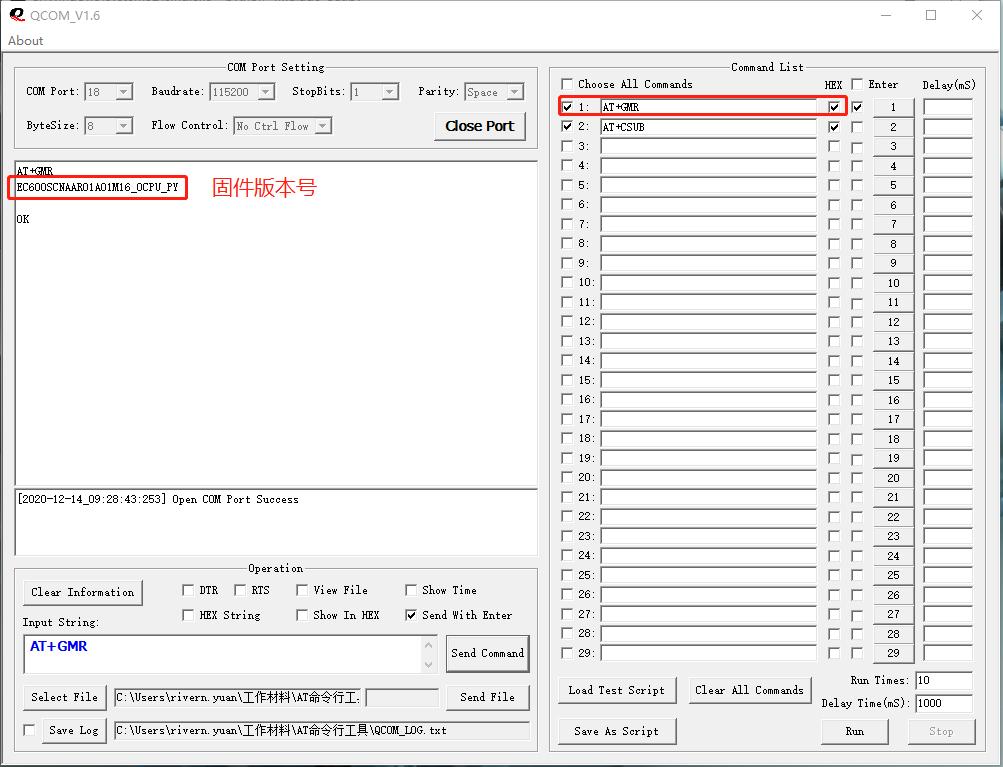 QCOM_V1.6
About
COM Port Setting
COM Port: 18 Baudrate: 115200 StopBits: 1 Parity: Space
ByteSize: 8 Flow Control: No Ctrl Flow Close Port
AT+GMR
EC600SCNAAR01A01M16_OCPU_PY
固件版本号
OK
[2020-12-14_09:28:43:253] Open COM Port Success
Operation
Clear Information DTR RTS View File Show Time
HEX String Show In HEX Send With Enter
Input String:
AT+GMR
Send Command
Select File C:\Users\rivern.yuan\工作材料\AT命令行工. Send File
Save Log C:\Users\rivern.yuan\工作材料\AT命令行工具\QCOM_LOG.txt
Command List
Choose All Commands HEX Enter Delay(mS)
1: AT+GMR 1
2: AT+CSUB 2
3: 3
4: 4
5: 5
6: 6
7: 7
8: 8
9: 9
10: 10
11: 11
12: 12
13: 13
14: 14
15: 15
16: 16
17: 17
18: 18
19: 19
20: 20
21: 21
22: 22
23: 23
24: 24
25: 25
26: 26
27: 27
28: 28
29: 29
Load Test Script Clear All Commands Run Times: 10
Delay Time(mS): 1000
Save As Script Run Stop